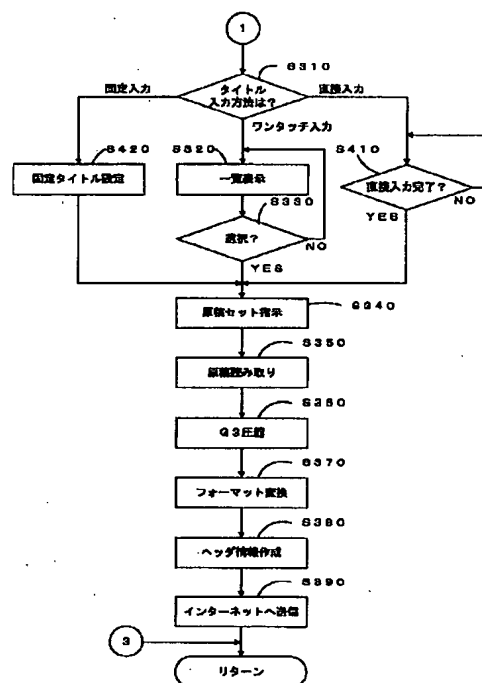 1
S310
タイトル
入力方法は?
固定入力
直接入力
ワンタッチ入力
S420
固定タイトル設定
S320
一覧表示
S410
直接入力完了?
NO
YES
S330
選択?
NO
YES
原稿セット指示
S340
S350
原稿読み取り
S360
G3圧縮
S370
フォーマット変換
S380
ヘッダ情報作成
S390
インターネットへ送信
3
リターン